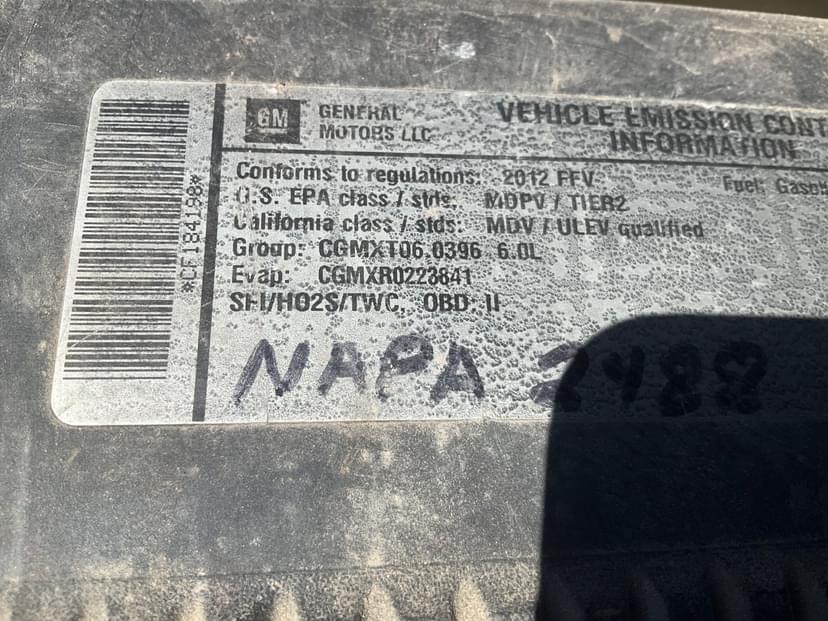 GM
GENERAL
MOTORS LLC
VEHICLE EMISSION CONT
INFORMATION
Conforms to regulations: 2012 FFV
Fuel: Gasol
U.S. EPA class / stds: MDPV / TIER2
California class / stds: MDV / ULEV qualified
Group: CGMXT06.0396 6.0L
Evap: CGMXR0223841
SFI/HO2S/TWC, OBD II
*CF184198*
NAPA 2488